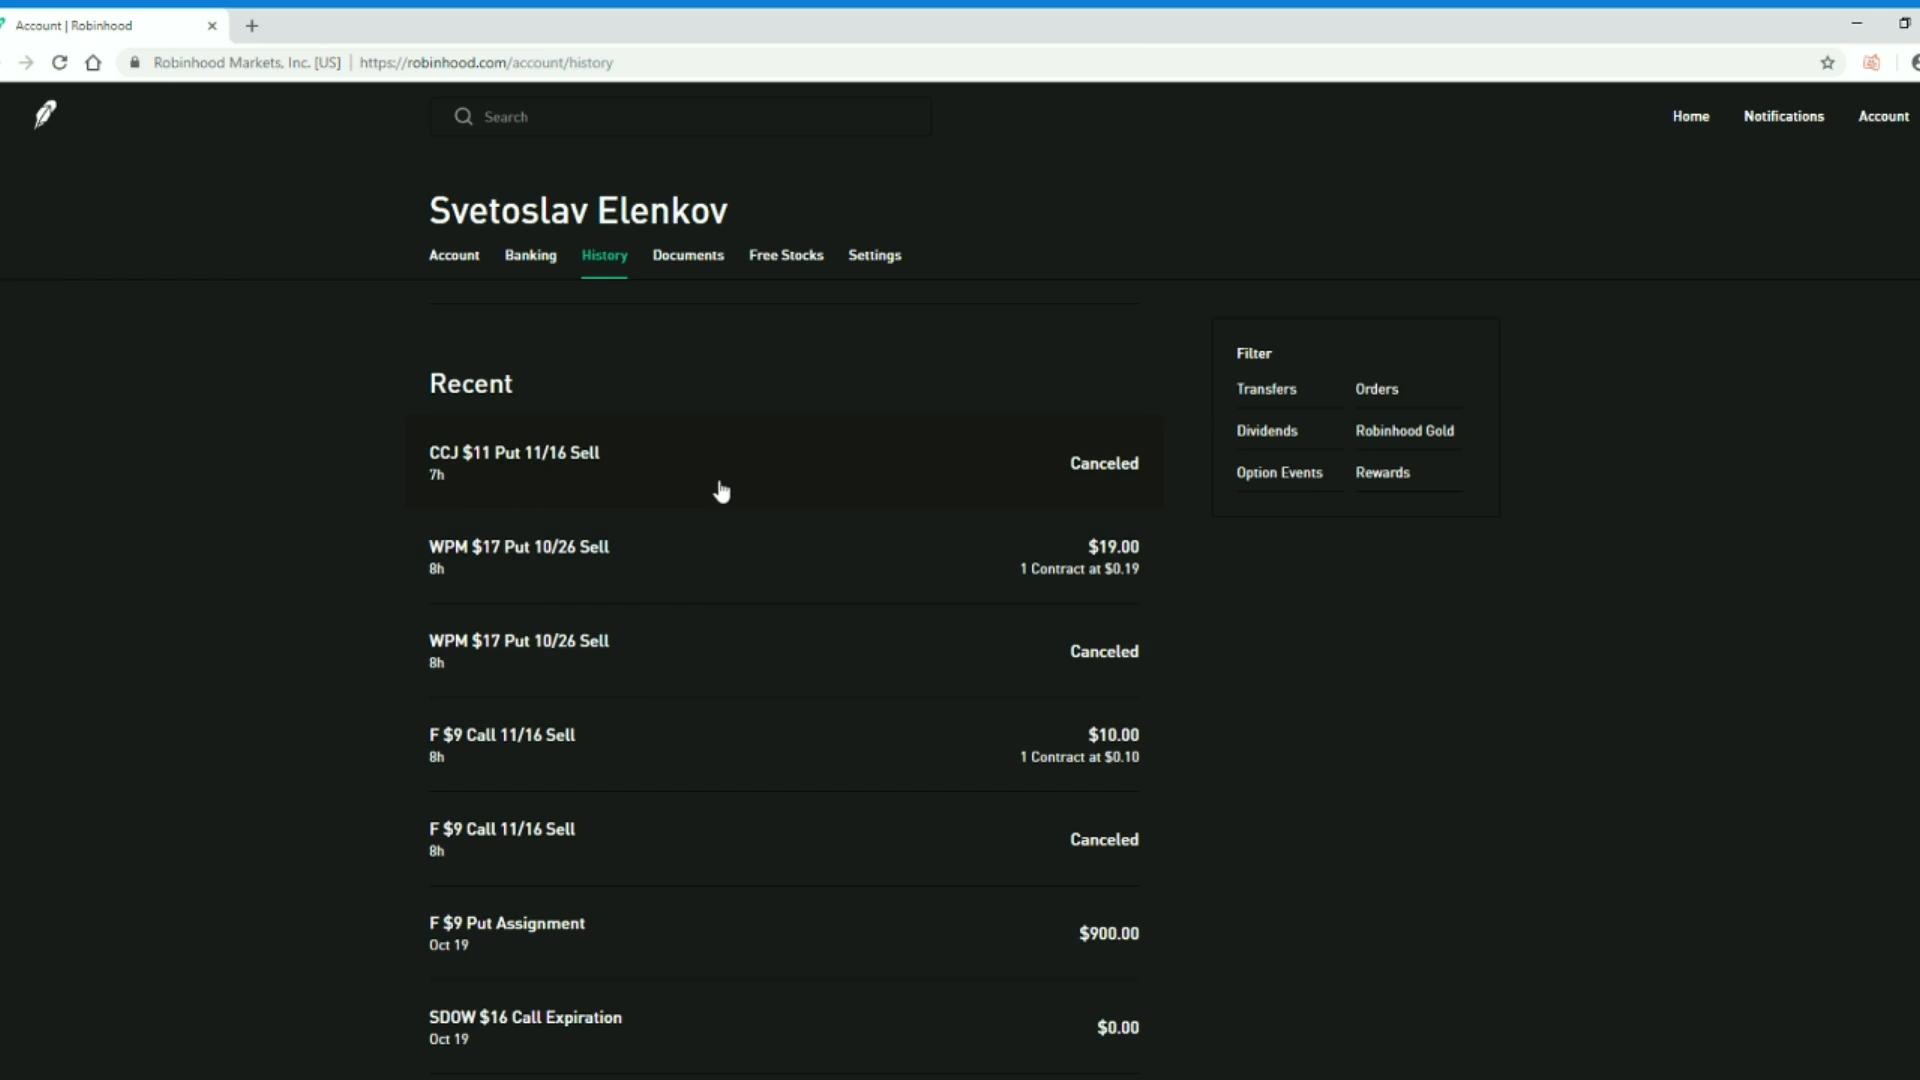 Account | Robinhood
Robinhood Markets, Inc. [US] | https://robinhood.com/account/history
Search
Home Notifications Account
Svetoslav Elenkov
Account Banking History Documents Free Stocks Settings
Recent
CCJ $11 Put 11/16 Sell
7h
Canceled
WPM $17 Put 10/26 Sell
8h
$19.00
1 Contract at $0.19
WPM $17 Put 10/26 Sell
8h
Canceled
F $9 Call 11/16 Sell
8h
$10.00
1 Contract at $0.10
F $9 Call 11/16 Sell
8h
Canceled
F $9 Put Assignment
Oct 19
$900.00
SDOW $16 Call Expiration
Oct 19
$0.00
Filter
Transfers Orders
Dividends Robinhood Gold
Option Events Rewards